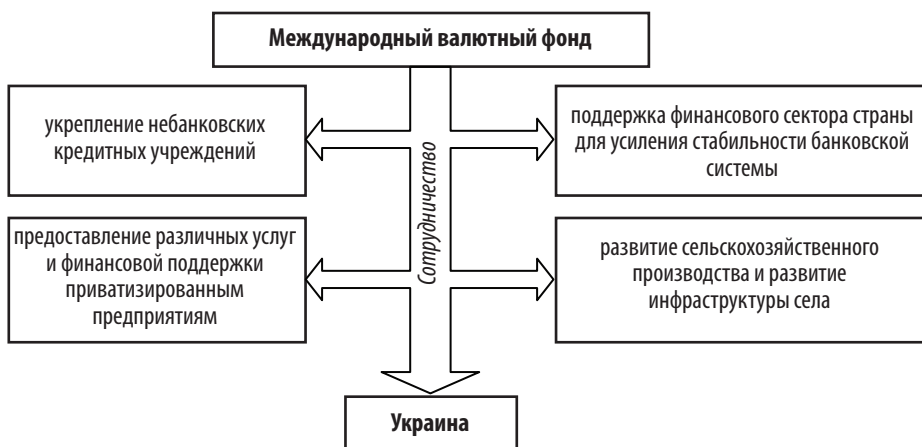 Международный валютный фонд
укрепление небанковских
кредитных учреждений
поддержка финансового сектора страны
для усиления стабильности банковской
системы
Сотрудничество
предоставление различных услуг
и финансовой поддержки
приватизированным
предприятиям
развитие сельскохозяйственного
производства и развитие
инфраструктуры села
Украина